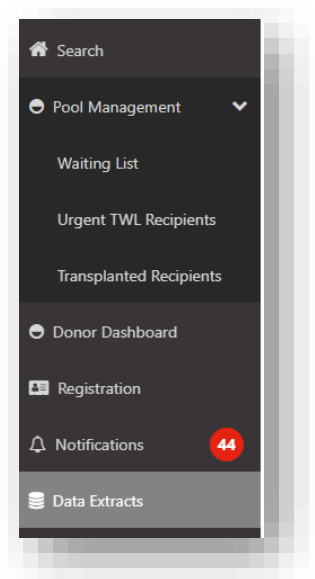 Search
Pool Management
Waiting List
Urgent TWL Recipients
Transplanted Recipients
Donor Dashboard
Registration
Notifications 44
Data Extracts